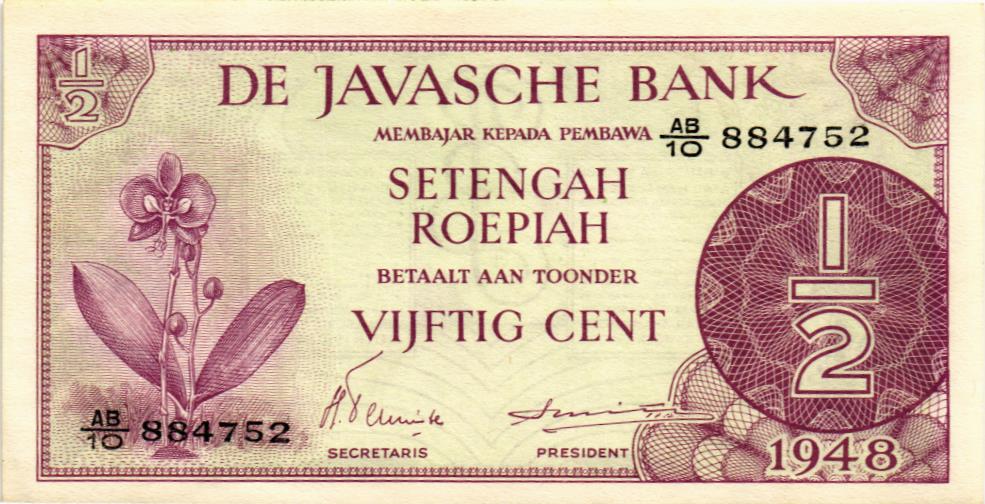 1/2
DE JAVASCHE BANK
MEMBAJAR KEPADA PEMBAWA
AB/10 884752
SETENGAH
ROEPIAH
BETAALT AAN TOONDER
VIJFTIG CENT
1/2
AB/10 884752
SECRETARIS
PRESIDENT
1948